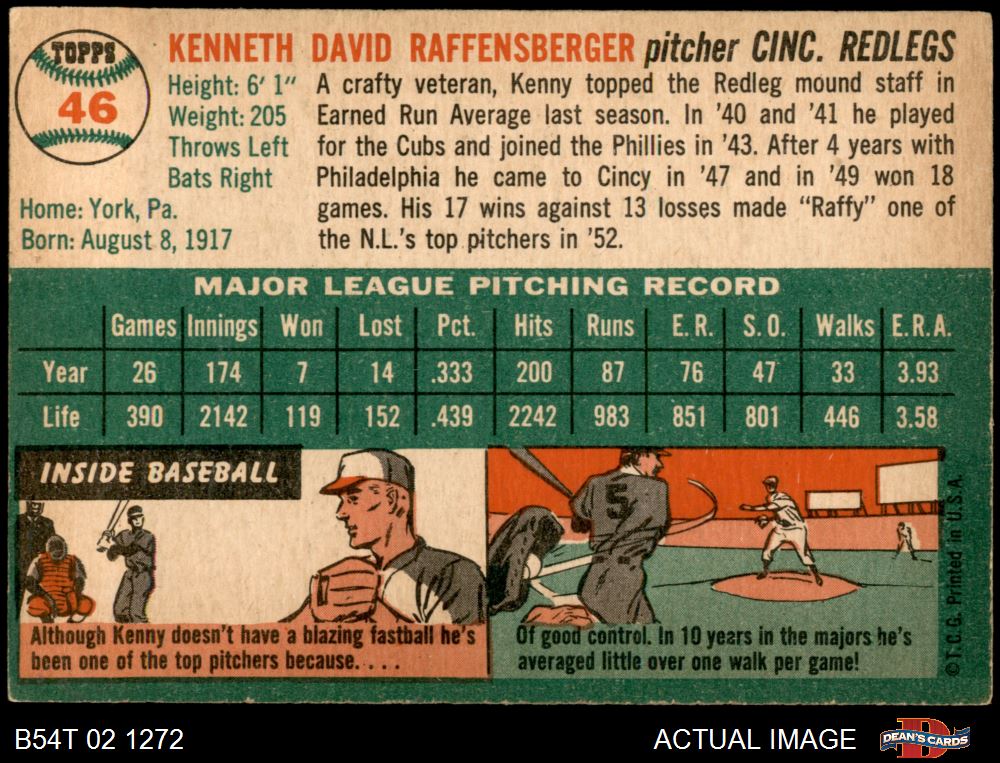 TOPPS
46
KENNETH DAVID RAFFENSBERGER pitcher CINC. REDLEGS
Height: 6' 1"
Weight: 205
Throws Left
Bats Right
Home: York, Pa.
Born: August 8, 1917
A crafty veteran, Kenny topped the Redleg mound staff in
Earned Run Average last season. In '40 and '41 he played
for the Cubs and joined the Phillies in '43. After 4 years with
Philadelphia he came to Cincy in '47 and in '49 won 18
games. His 17 wins against 13 losses made "Raffy" one of
the N.L.'s top pitchers in '52.
MAJOR LEAGUE PITCHING RECORD
Games Innings Won Lost Pct. Hits Runs E.R. S.O. Walks E.R.A.
Year 26 174 7 14 .333 200 87 76 47 33 3.93
Life 390 2142 119 152 .439 2242 983 851 801 446 3.58
INSIDE BASEBALL
Although Kenny doesn't have a blazing fastball he's
been one of the top pitchers because. . . .
5
Of good control. In 10 years in the majors he's
averaged little over one walk per game!
© T.C.G. Printed in U.S.A.
B54T 02 1272
ACTUAL IMAGE
D
DEAN'S CARDS